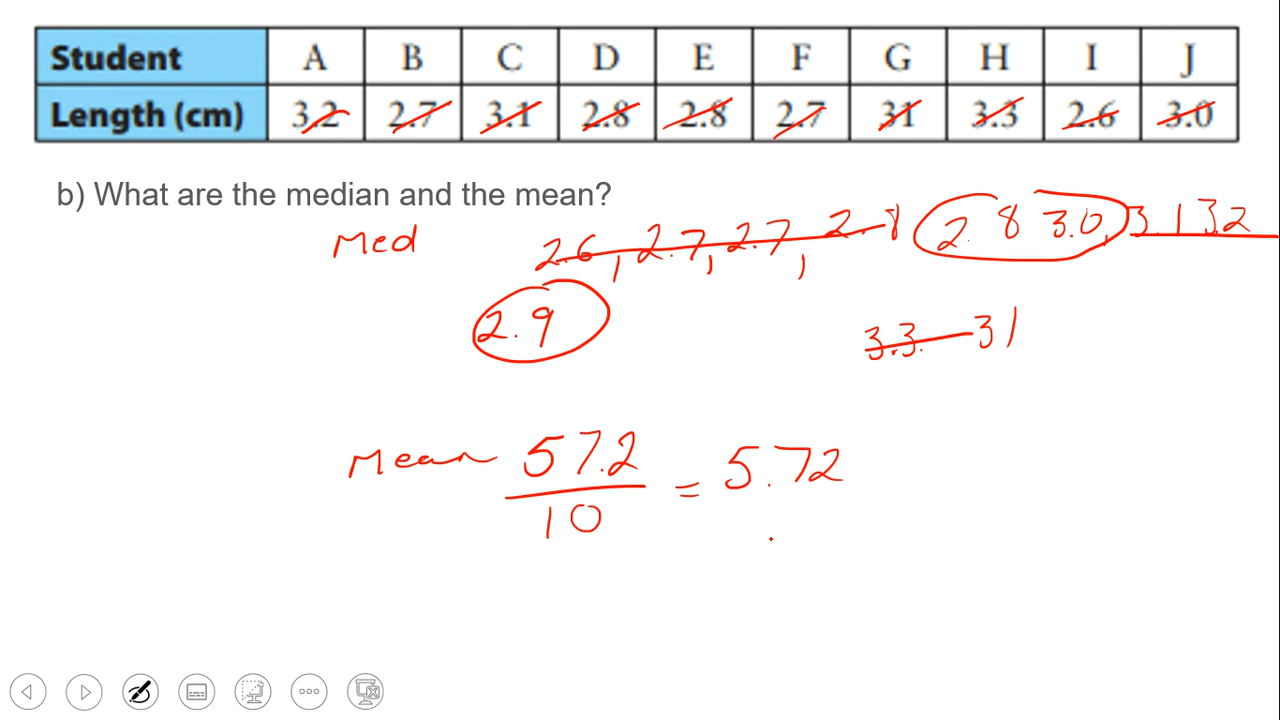 Student A B C D E F G H I J
Length (cm) 3.2 2.7 3.1 2.8 2.8 2.7 31 3.3 2.6 3.0
b) What are the median and the mean?
Med 2.6, 2.7, 2.7, 2.8 2.8 3.0, 3.1 3.2
2.9 3.3 31
Mean 57.2
10
= 5.72